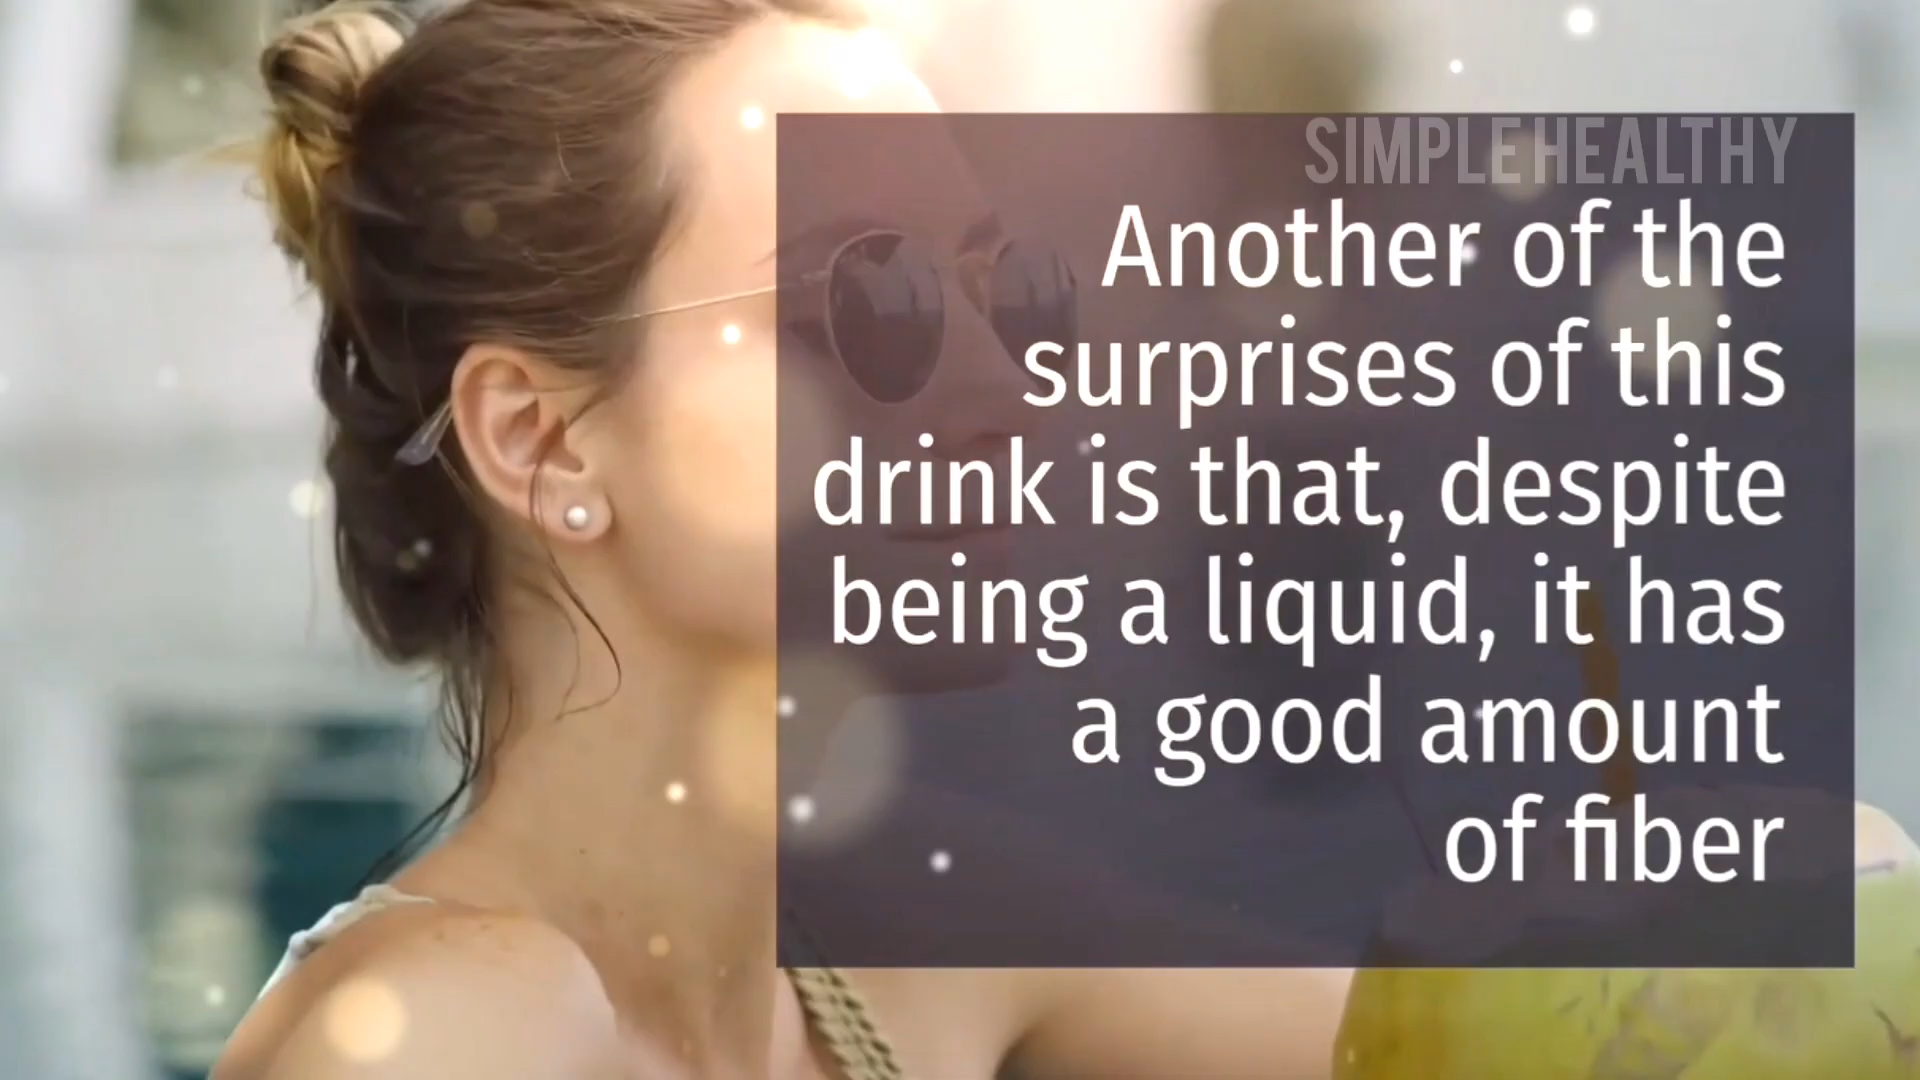 SIMPLE HEALTHY
Another of the
surprises of this
drink is that, despite
being a liquid, it has
a good amount
of fiber